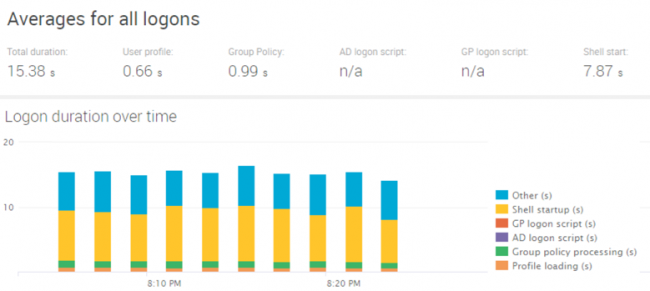 Averages for all logons
Total duration: User profile: Group Policy: AD logon script: GP logon script: Shell start:
15.38 s 0.66 s 0.99 s n/a n/a 7.87 s
Logon duration over time
20
10
Other (s)
Shell startup (s)
GP logon script (s)
AD logon script (s)
Group policy processing (s)
Profile loading (s)
8:10 PM 8:20 PM